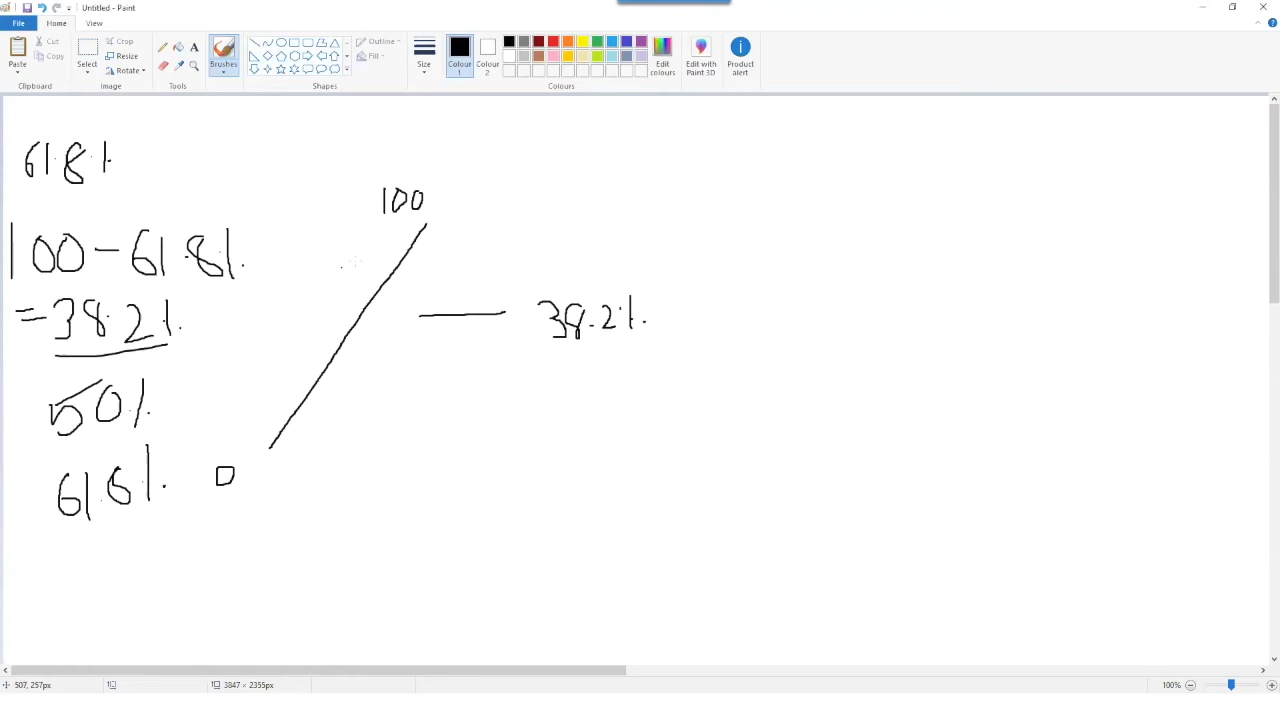 Untitled - Paint
File Home View
Paste
Cut
Copy
Clipboard
Select
Crop
Resize
Rotate
Image
Tools
Brushes
Shapes
Outline
Fill
Size
Colour 1
Colour 2
Edit colours
Edit with Paint 3D
Product alert
Colours
61.8%
100
100-61.8%
=38.2%
38.2%
50%
61.6%
0
507, 257px
3847 × 2355px
100%